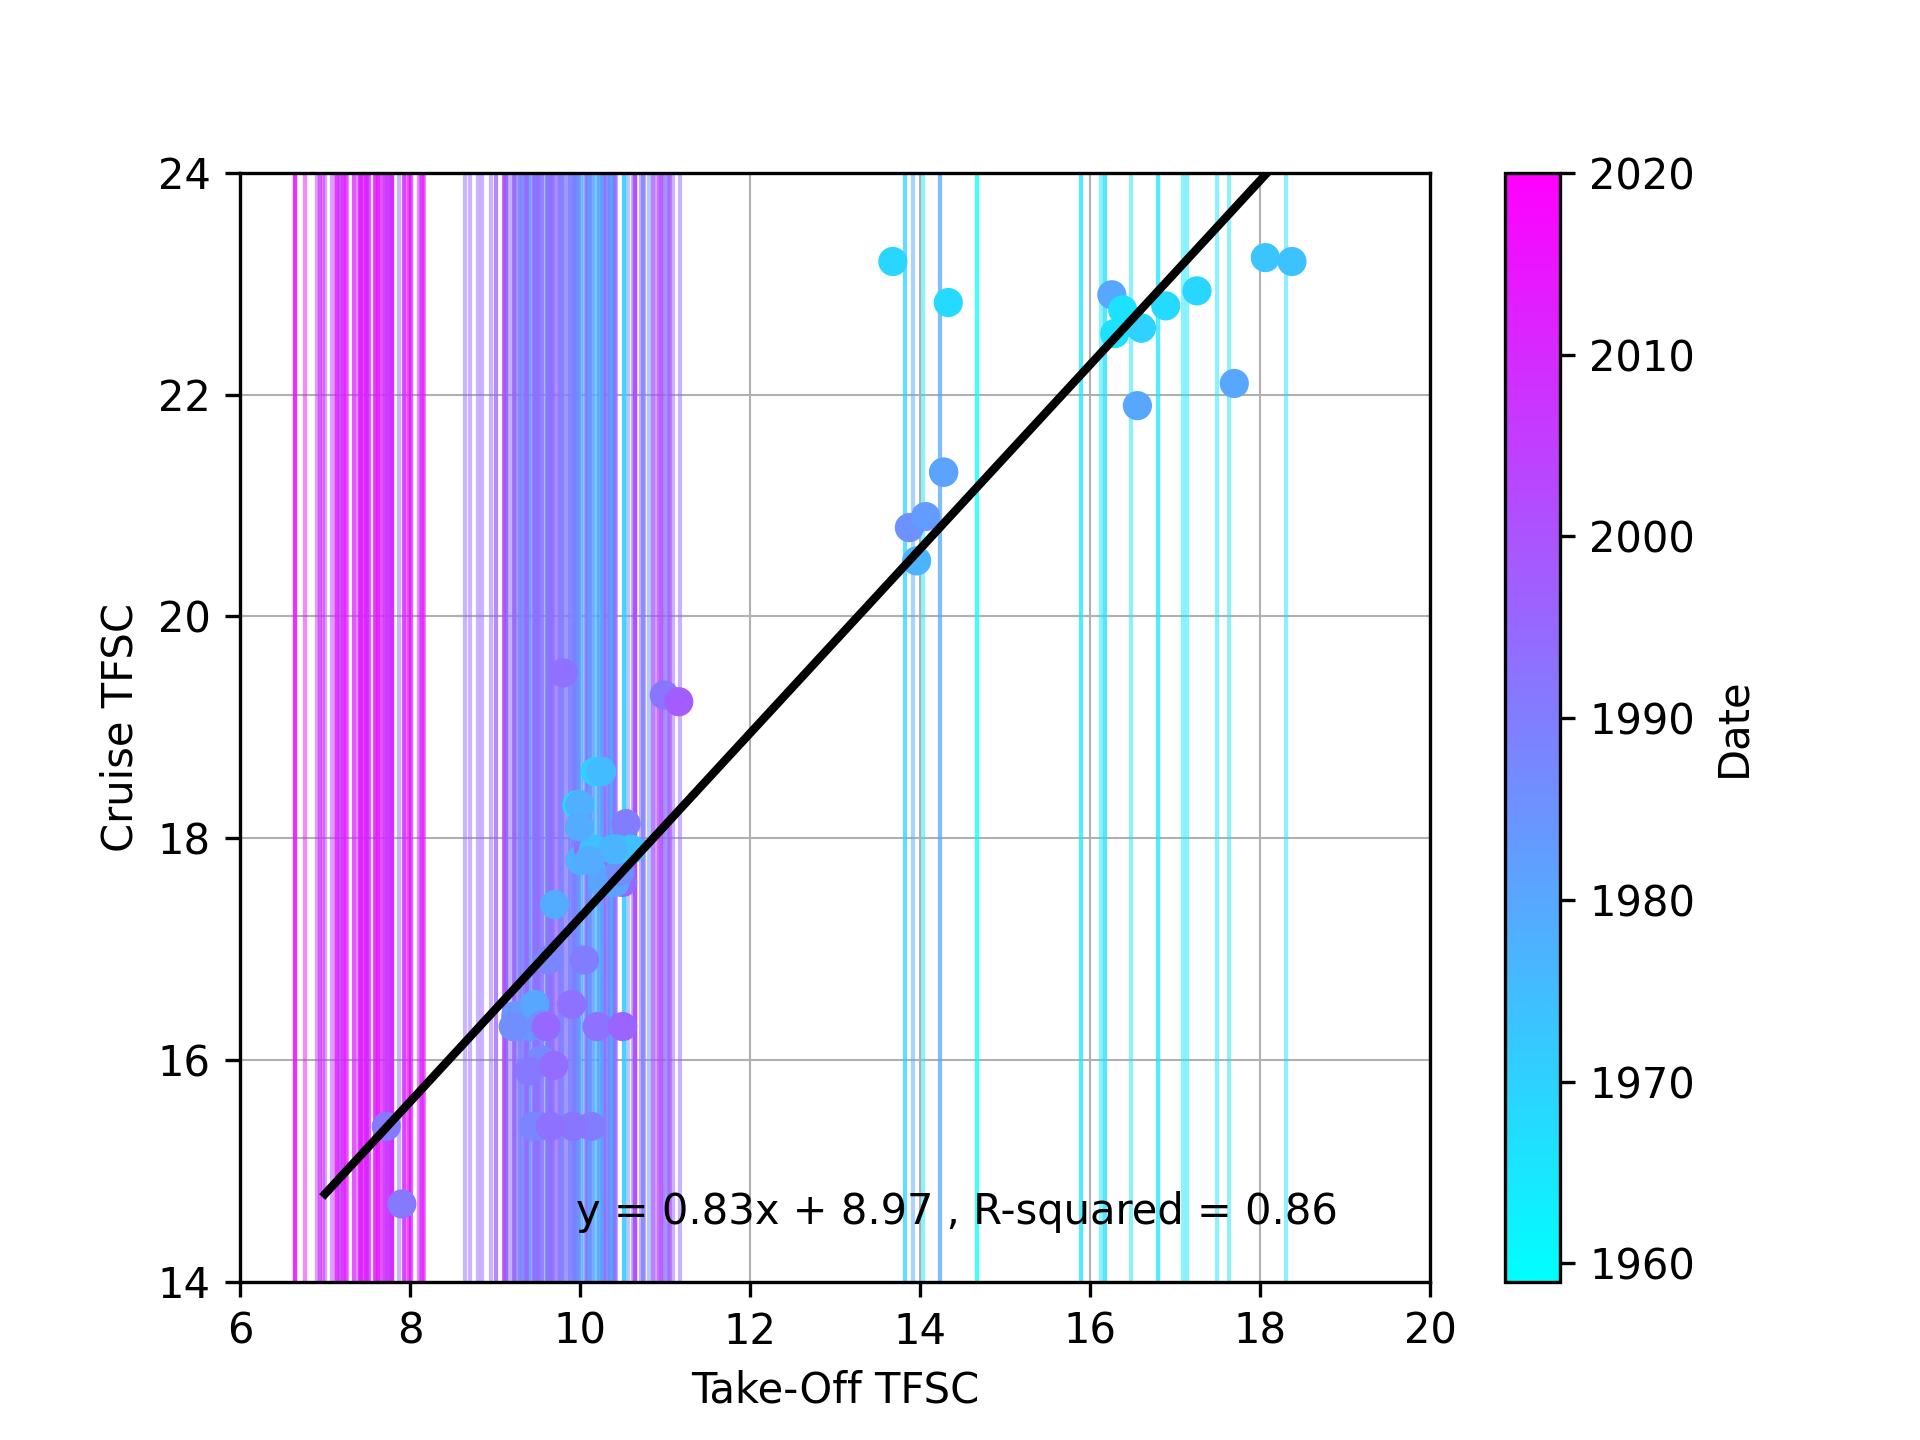 24
22
20
18
16
14
6 8 10 12 14 16 18 20
Cruise TFSC
Take-Off TFSC
y = 0.83x + 8.97 , R-squared = 0.86
2020
2010
2000
1990
1980
1970
1960
Date